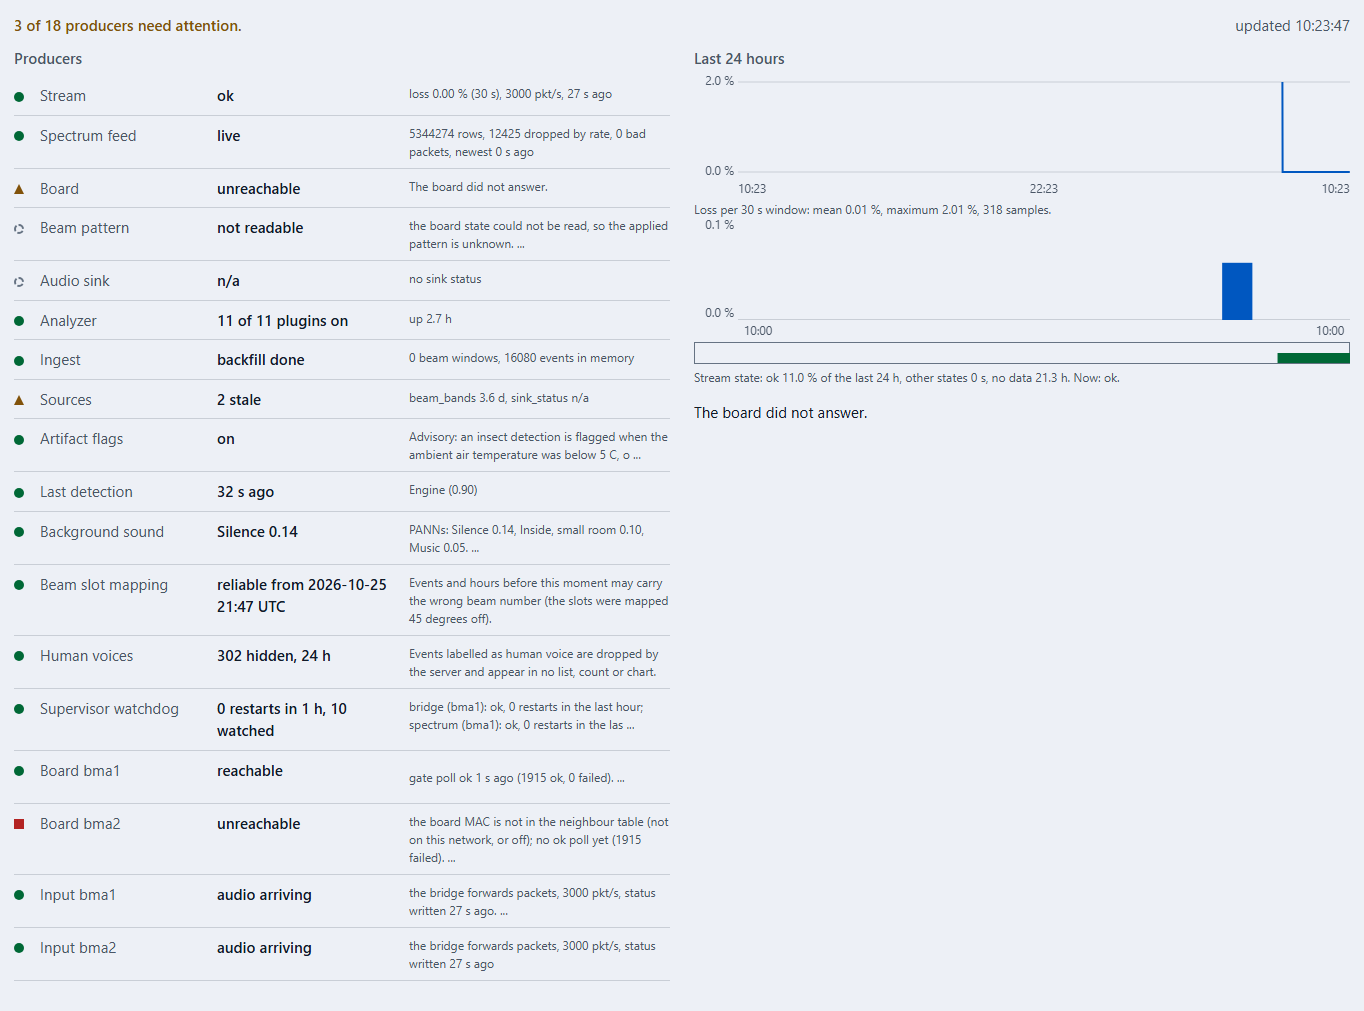 3 of 18 producers need attention.
updated 10:23:47
Producers
Stream
ok
loss 0.00 % (30 s), 3000 pkt/s, 27 s ago
Spectrum feed
live
5344274 rows, 12425 dropped by rate, 0 bad
packets, newest 0 s ago
Board
unreachable
The board did not answer.
Beam pattern
not readable
the board state could not be read, so the applied
pattern is unknown. ...
Audio sink
n/a
no sink status
Analyzer
11 of 11 plugins on
up 2.7 h
Ingest
backfill done
0 beam windows, 16080 events in memory
Sources
2 stale
beam_bands 3.6 d, sink_status n/a
Artifact flags
on
Advisory: an insect detection is flagged when the
ambient air temperature was below 5 C, o ...
Last detection
32 s ago
Engine (0.90)
Background sound
Silence 0.14
PANNs: Silence 0.14, Inside, small room 0.10,
Music 0.05. ...
Beam slot mapping
reliable from 2026-10-25
21:47 UTC
Events and hours before this moment may carry
the wrong beam number (the slots were mapped
45 degrees off).
Human voices
302 hidden, 24 h
Events labelled as human voice are dropped by
the server and appear in no list, count or chart.
Supervisor watchdog
0 restarts in 1 h, 10
watched
bridge (bma1): ok, 0 restarts in the last hour;
spectrum (bma1): ok, 0 restarts in the las ...
Board bma1
reachable
gate poll ok 1 s ago (1915 ok, 0 failed). ...
Board bma2
unreachable
the board MAC is not in the neighbour table (not
on this network, or off); no ok poll yet (1915
failed). ...
Input bma1
audio arriving
the bridge forwards packets, 3000 pkt/s, status
written 27 s ago. ...
Input bma2
audio arriving
the bridge forwards packets, 3000 pkt/s, status
written 27 s ago
Last 24 hours
2.0 %
0.0 %
10:23
22:23
10:23
Loss per 30 s window: mean 0.01 %, maximum 2.01 %, 318 samples.
0.1 %
0.0 %
10:00
10:00
Stream state: ok 11.0 % of the last 24 h, other states 0 s, no data 21.3 h. Now: ok.
The board did not answer.